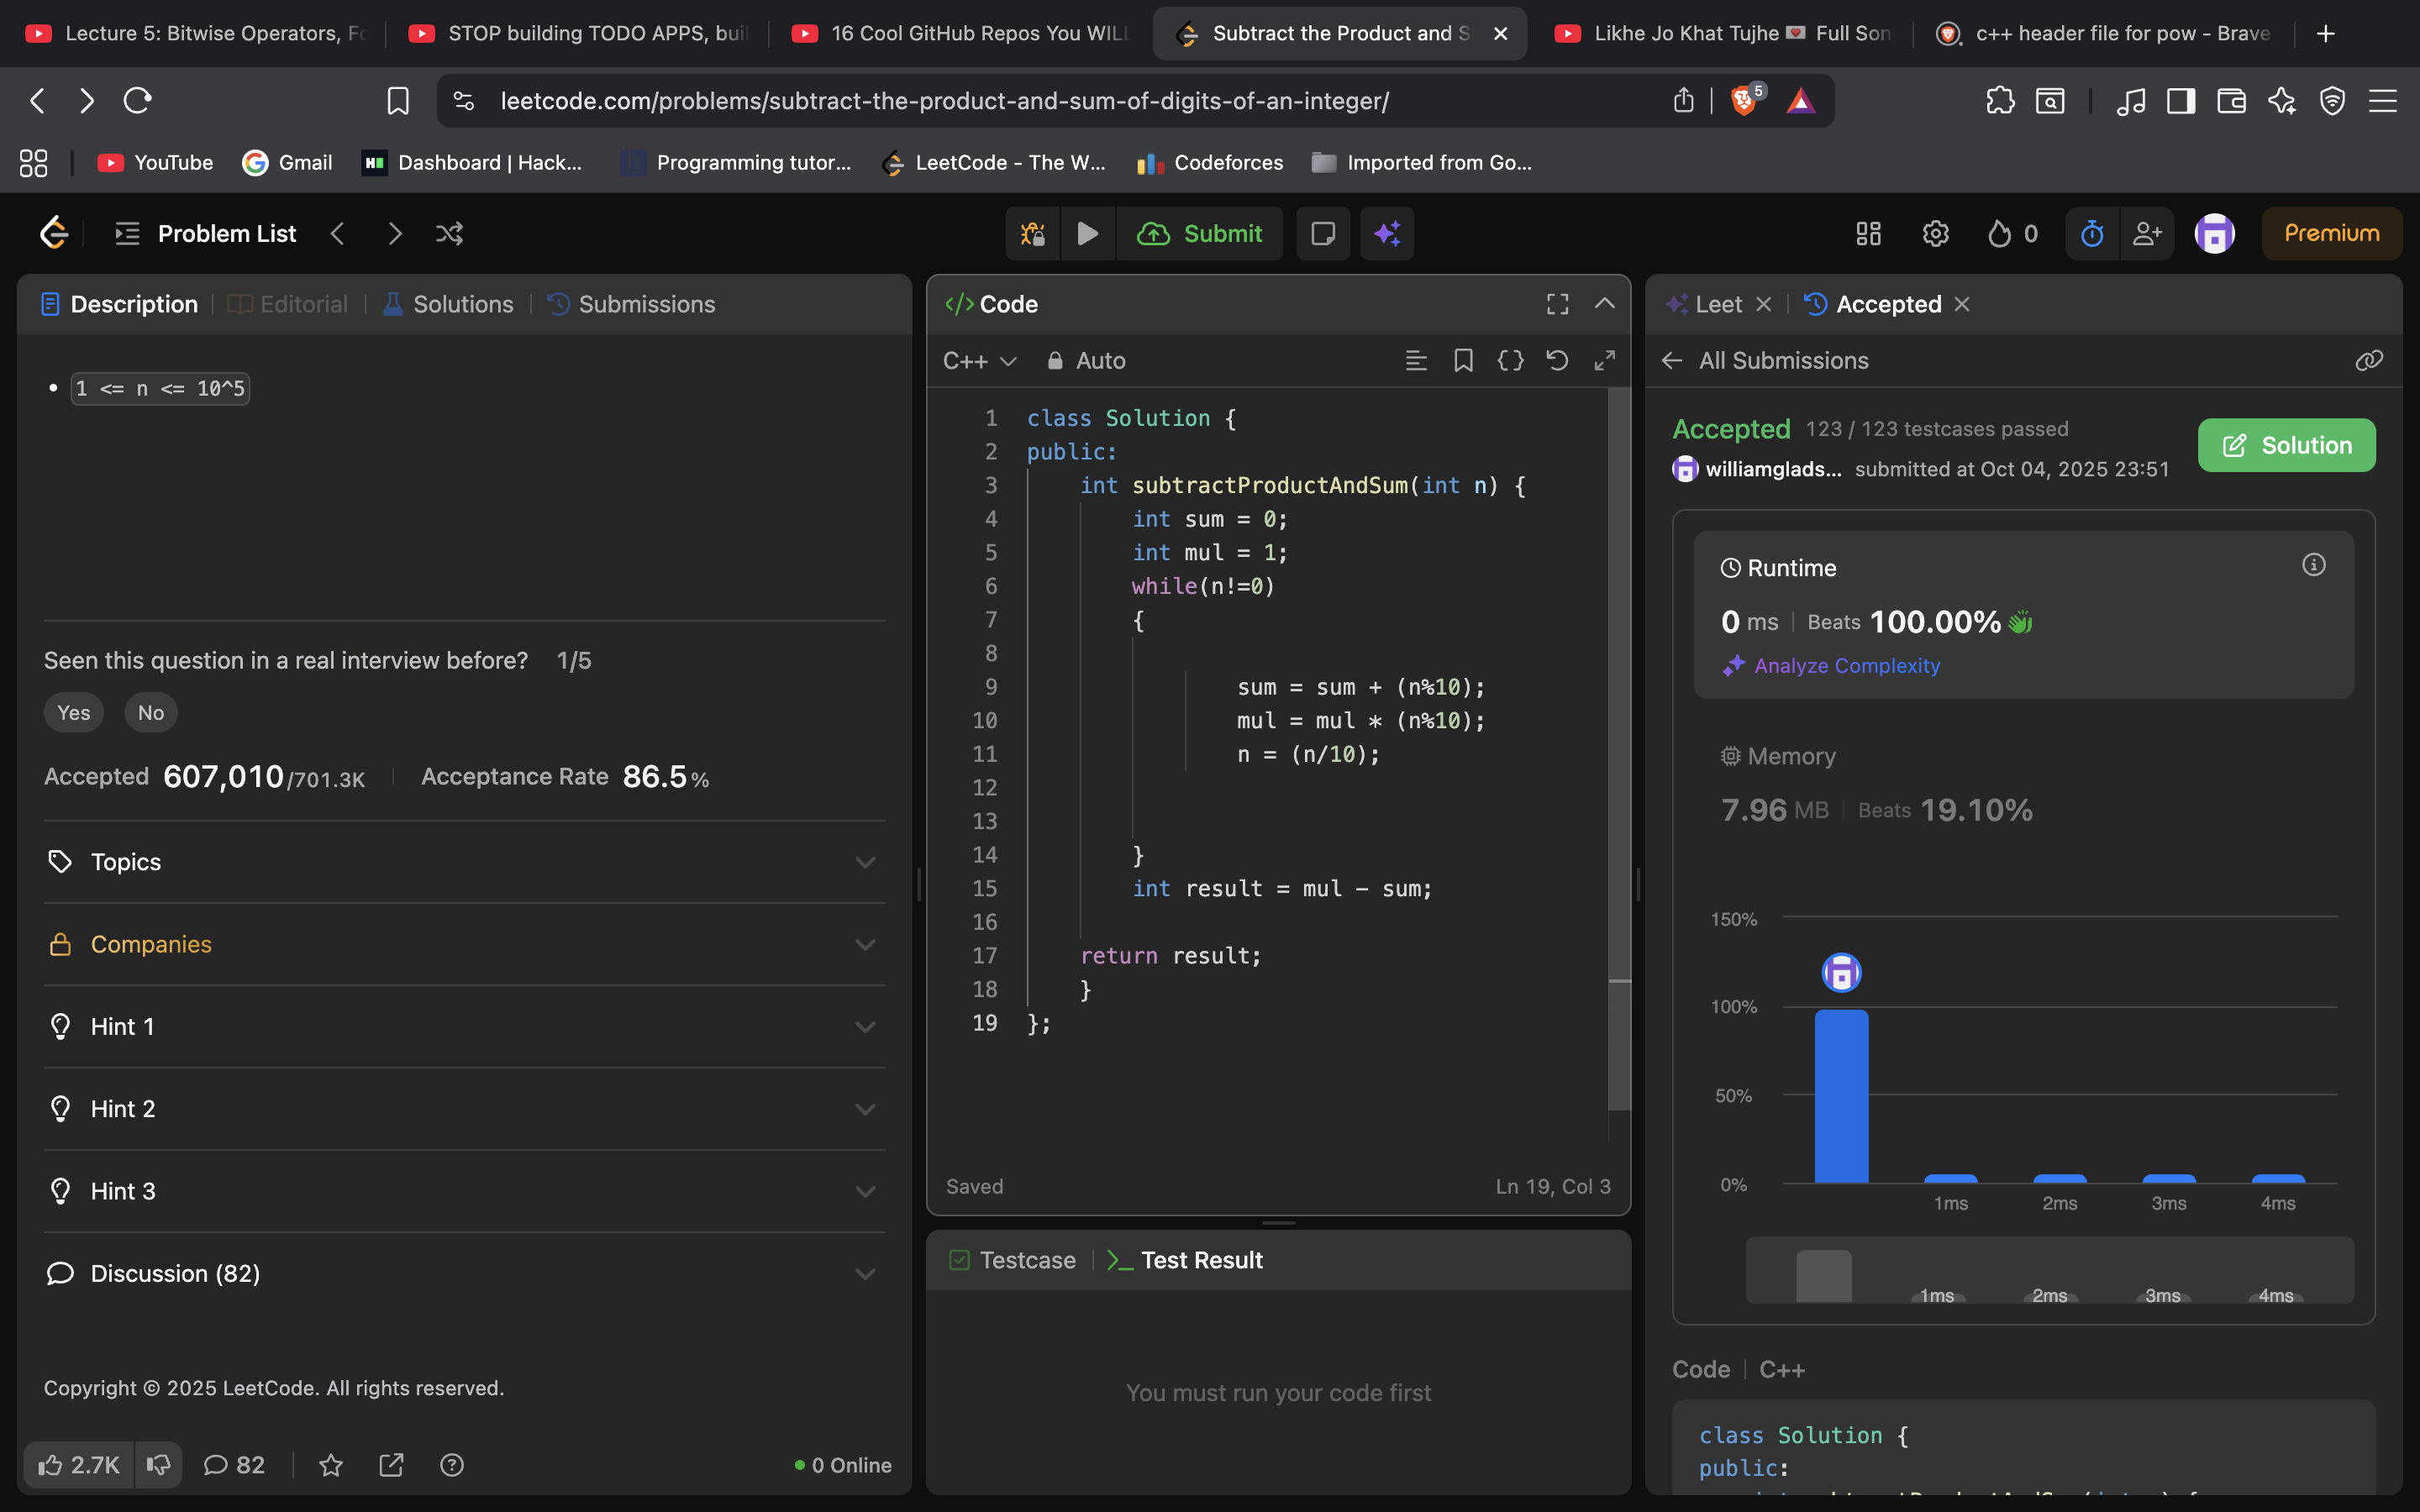 Lecture 5: Bitwise Operators, Fo
STOP building TODO APPS, buil
16 Cool GitHub Repos You WILL
Subtract the Product and S
Likhe Jo Khat Tujhe 💌 Full Son
c++ header file for pow - Brave
leetcode.com/problems/subtract-the-product-and-sum-of-digits-of-an-integer/
5
YouTube
Gmail
Dashboard | Hack...
Programming tutor...
LeetCode - The W...
Codeforces
Imported from Go...
Problem List
Submit
0
Premium
Description
Editorial
Solutions
Submissions
• 1 <= n <= 10^5
Seen this question in a real interview before? 1/5
Yes
No
Accepted 607,010/701.3K
Acceptance Rate 86.5%
Topics
Companies
Hint 1
Hint 2
Hint 3
Discussion (82)
Copyright © 2025 LeetCode. All rights reserved.
2.7K
82
0 Online
</> Code
C++
Auto
1 class Solution {
2 public:
3 int subtractProductAndSum(int n) {
4 int sum = 0;
5 int mul = 1;
6 while(n!=0)
7 {
8
9 sum = sum + (n%10);
10 mul = mul * (n%10);
11 n = (n/10);
12
13
14 }
15 int result = mul - sum;
16
17 return result;
18 }
19 };
Saved
Ln 19, Col 3
Testcase
Test Result
You must run your code first
Leet
Accepted
All Submissions
Accepted 123 / 123 testcases passed
williamglads... submitted at Oct 04, 2025 23:51
Solution
Runtime
0 ms
Beats 100.00%
Analyze Complexity
Memory
7.96 MB
Beats 19.10%
150%
100%
50%
0%
1ms
2ms
3ms
4ms
1ms
2ms
3ms
4ms
Code
C++
class Solution {
public: